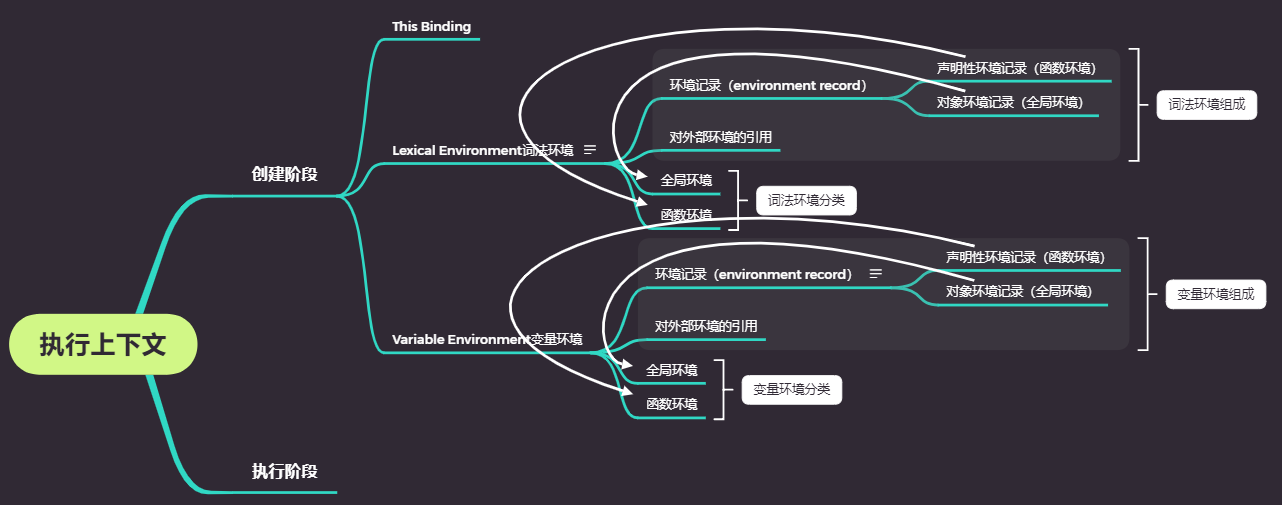 执行上下文
创建阶段
This Binding
Lexical Environment词法环境
环境记录（environment record）
声明性环境记录（函数环境）
对象环境记录（全局环境）
对外部环境的引用
词法环境组成
全局环境
函数环境
词法环境分类
Variable Environment变量环境
环境记录（environment record）
声明性环境记录（函数环境）
对象环境记录（全局环境）
对外部环境的引用
变量环境组成
全局环境
函数环境
变量环境分类
执行阶段